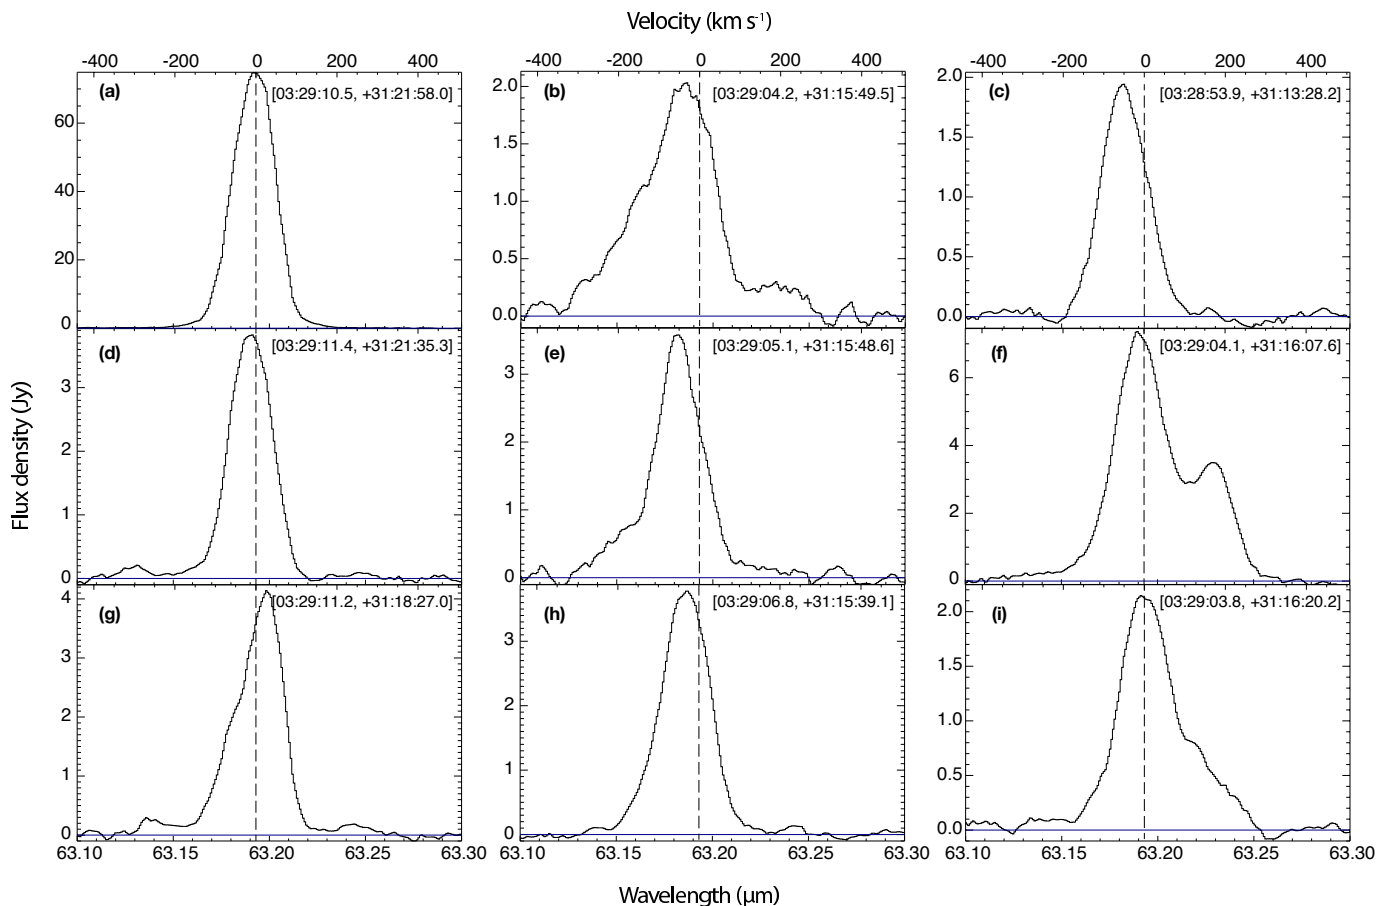 Velocity (km s-1)
-400 -200 0 200 400 -400 -200 0 200 400 -400 -200 0 200 400
(a) [03:29:10.5, +31:21:58.0] (b) [03:29:04.2, +31:15:49.5] (c) [03:28:53.9, +31:13:28.2]
60 40 20 0
2.0 1.5 1.0 0.5 0.0
2.0 1.5 1.0 0.5 0.0
(d) [03:29:11.4, +31:21:35.3] (e) [03:29:05.1, +31:15:48.6] (f) [03:29:04.1, +31:16:07.6]
3 2 1 0
3 2 1 0
6 4 2 0
Flux density (Jy)
(g) [03:29:11.2, +31:18:27.0] (h) [03:29:06.8, +31:15:39.1] (i) [03:29:03.8, +31:16:20.2]
4 3 2 1 0
3 2 1 0
2.0 1.5 1.0 0.5 0.0
63.10 63.15 63.20 63.25 63.30 63.15 63.20 63.25 63.30 63.10 63.15 63.20 63.25 63.30
Wavelength (μm)